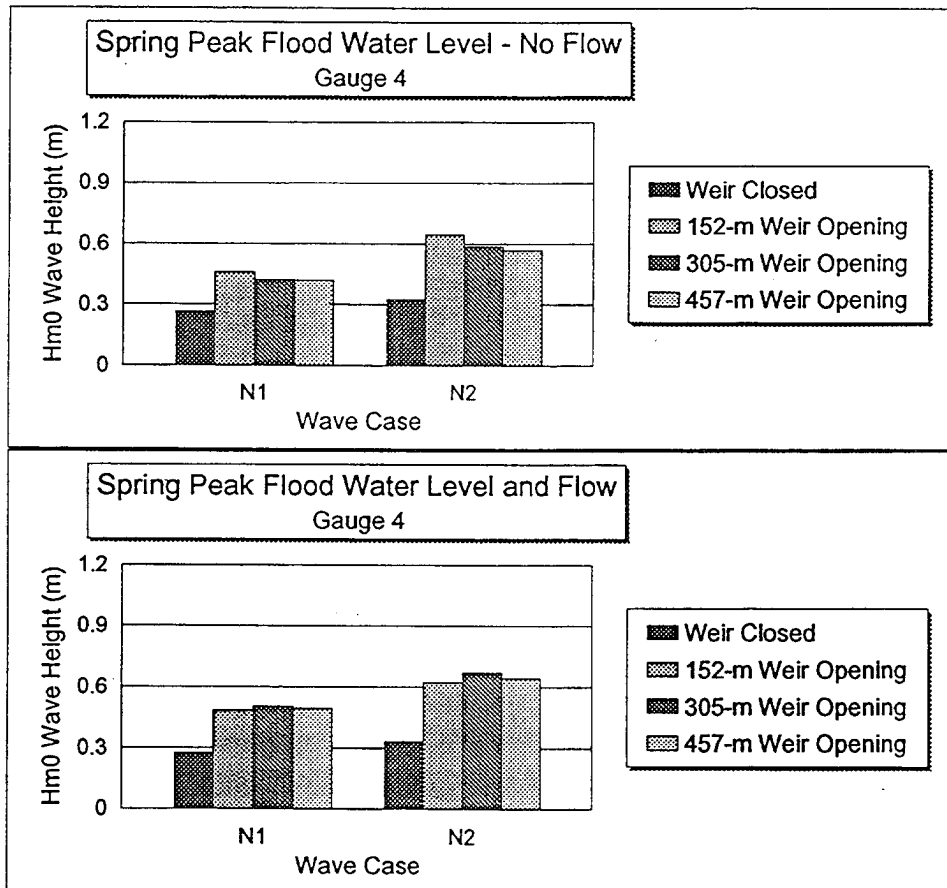 Spring Peak Flood Water Level - No Flow
Gauge 4
Hm0 Wave Height (m)
1.2
0.9
0.6
0.3
0
N1 N2
Wave Case
Weir Closed
152-m Weir Opening
305-m Weir Opening
457-m Weir Opening
Spring Peak Flood Water Level and Flow
Gauge 4
Hm0 Wave Height (m)
1.2
0.9
0.6
0.3
0
N1 N2
Wave Case
Weir Closed
152-m Weir Opening
305-m Weir Opening
457-m Weir Opening